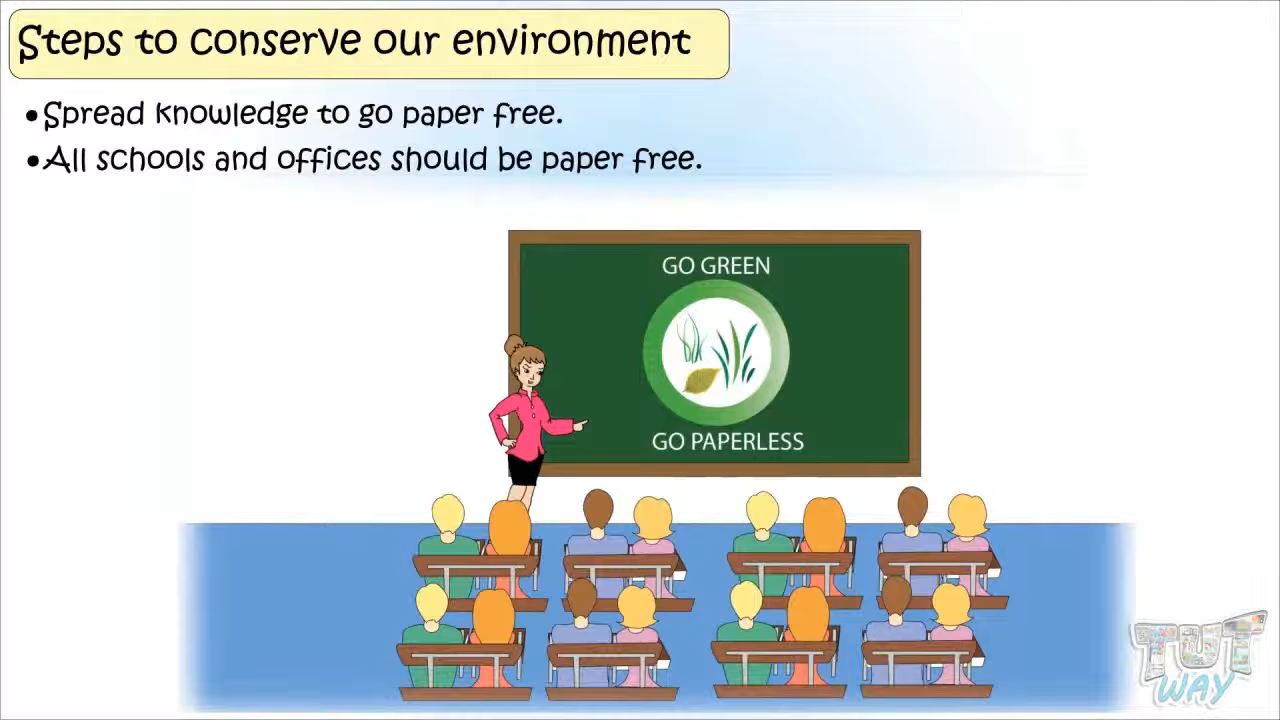 Steps to conserve our environment
•Spread knowledge to go paper free.
•All schools and offices should be paper free.
GO GREEN
GO PAPERLESS
TUT
WAY